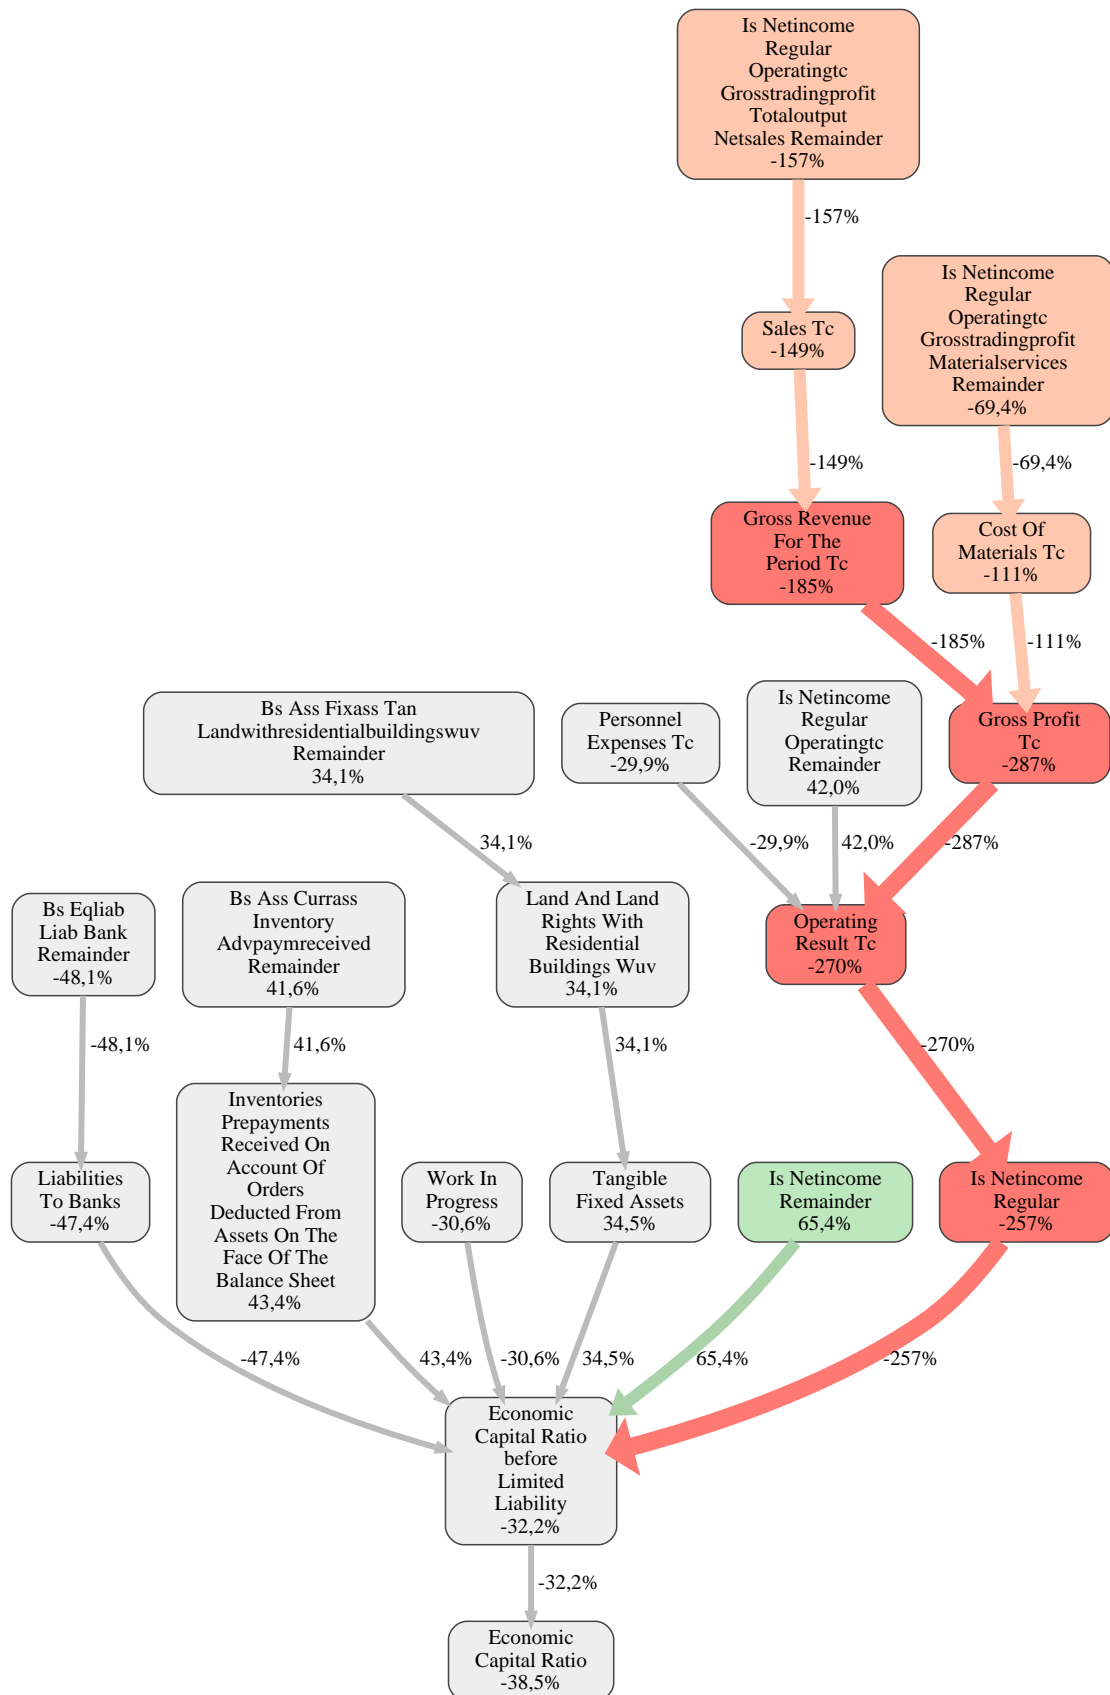 Is Netincome
Regular
Operatingtc
Grosstradingprofit
Totaloutput
Netsales Remainder
-157%
-157%
Is Netincome
Regular
Operatingtc
Grosstradingprofit
Materialservices
Remainder
-69,4%
Sales Tc
-149%
-149%
-69,4%
Gross Revenue
For The
Period Tc
-185%
Cost Of
Materials Tc
-111%
-185%
-111%
Bs Ass Fixass Tan
Landwithresidentialbuildingswuv
Remainder
34,1%
Personnel
Expenses Tc
-29,9%
Is Netincome
Regular
Operatingtc
Remainder
42,0%
Gross Profit
Tc
-287%
34,1%
-29,9%
42,0%
-287%
Bs Eqliab
Liab Bank
Remainder
-48,1%
Bs Ass Currass
Inventory
Advpaymreceived
Remainder
41,6%
Land And Land
Rights With
Residential
Buildings Wuv
34,1%
Operating
Result Tc
-270%
-48,1%
41,6%
34,1%
-270%
Liabilities
To Banks
-47,4%
Inventories
Prepayments
Received On
Account Of
Orders
Deducted From
Assets On The
Face Of The
Balance Sheet
43,4%
Work In
Progress
-30,6%
Tangible
Fixed Assets
34,5%
Is Netincome
Remainder
65,4%
Is Netincome
Regular
-257%
-47,4%
43,4%
-30,6%
34,5%
65,4%
-257%
Economic
Capital Ratio
before
Limited
Liability
-32,2%
-32,2%
Economic
Capital Ratio
-38,5%